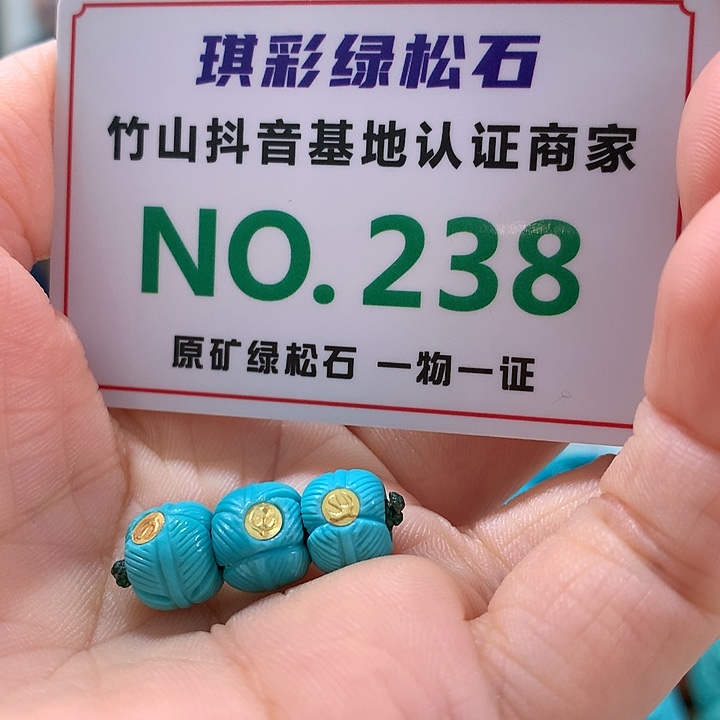 琪彩绿松石
竹山抖音基地认证商家
NO.238
原矿绿松石 一物一证